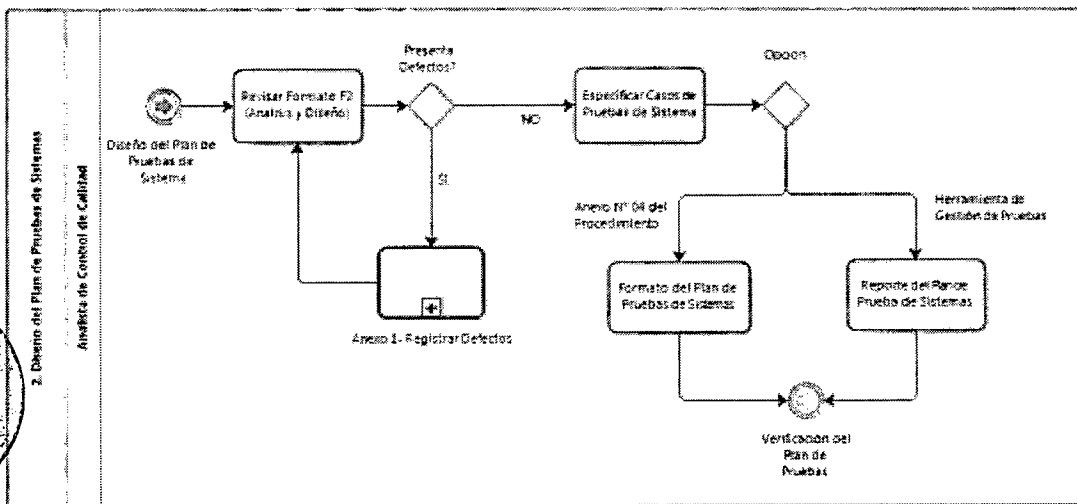 2. Diseño del Plan de Pruebas de Sistemas
Analista de Control de Calidad
Diseño del Plan de
Pruebas de
Sistema
Revisar Formato F2
(Analisis y Diseño)
Presenta
Defectos?
NO
SI
Anexo 1- Registrar Defectos
Especificar Casos de
Pruebas de Sistema
Opcion
Anexo N° 04 del
Procedimiento
Herramienta de
Gestión de Pruebas
Formato del Plan de
Pruebas de Sistemas
Reporte del Plan de
Prueba de Sistemas
Verificación del
Plan de
Pruebas